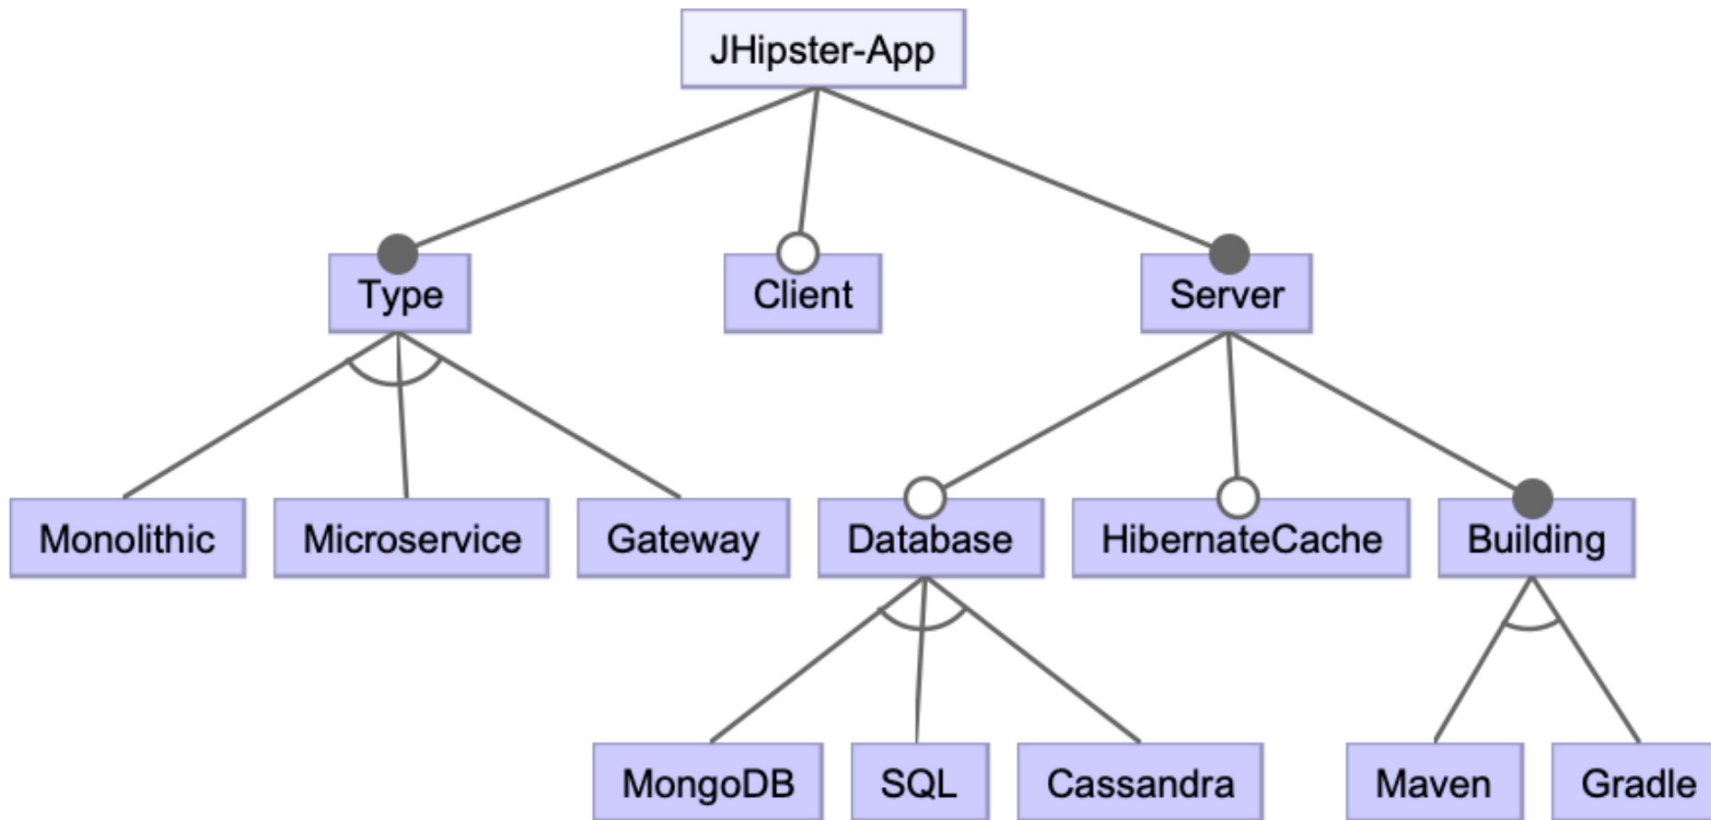 JHipster-App
Type
Client
Server
Monolithic
Microservice
Gateway
Database
HibernateCache
Building
MongoDB
SQL
Cassandra
Maven
Gradle